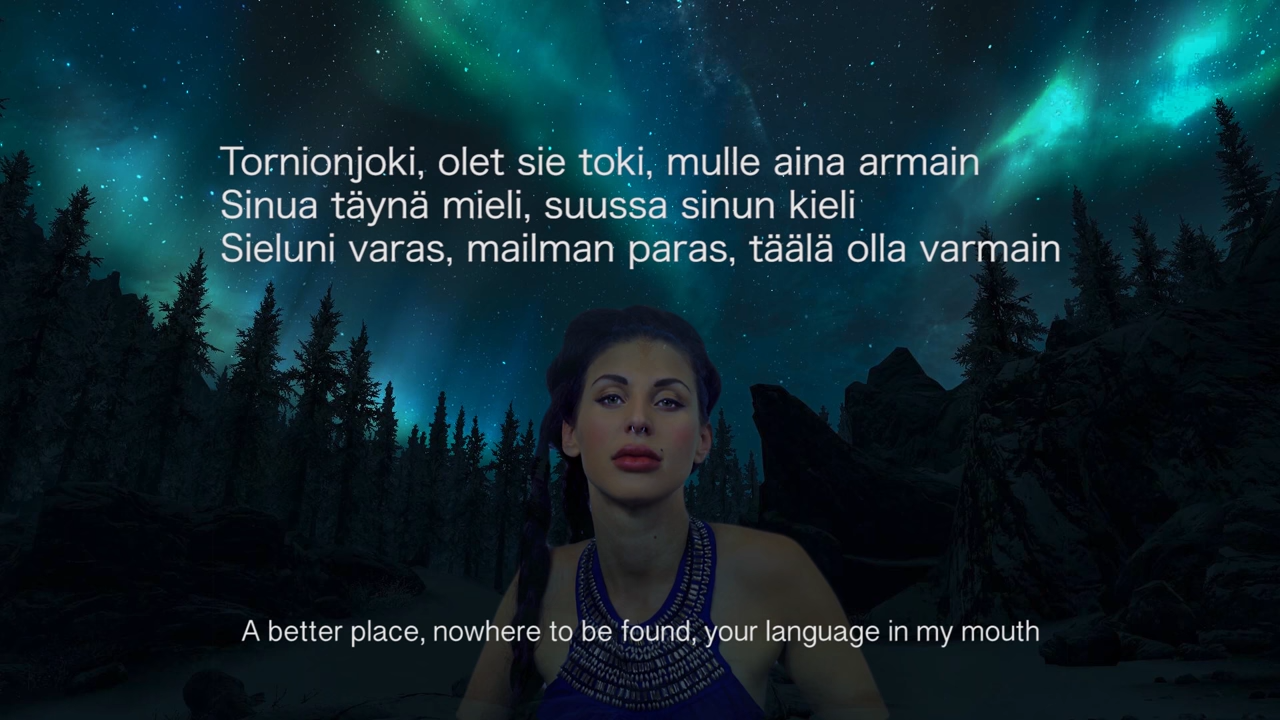 Tornionjoki, olet sie toki, mulle aina armain
Sinua täynä mieli, suussa sinun kieli
Sieluni varas, mailman paras, täälä olla varmain
A better place, nowhere to be found, your language in my mouth